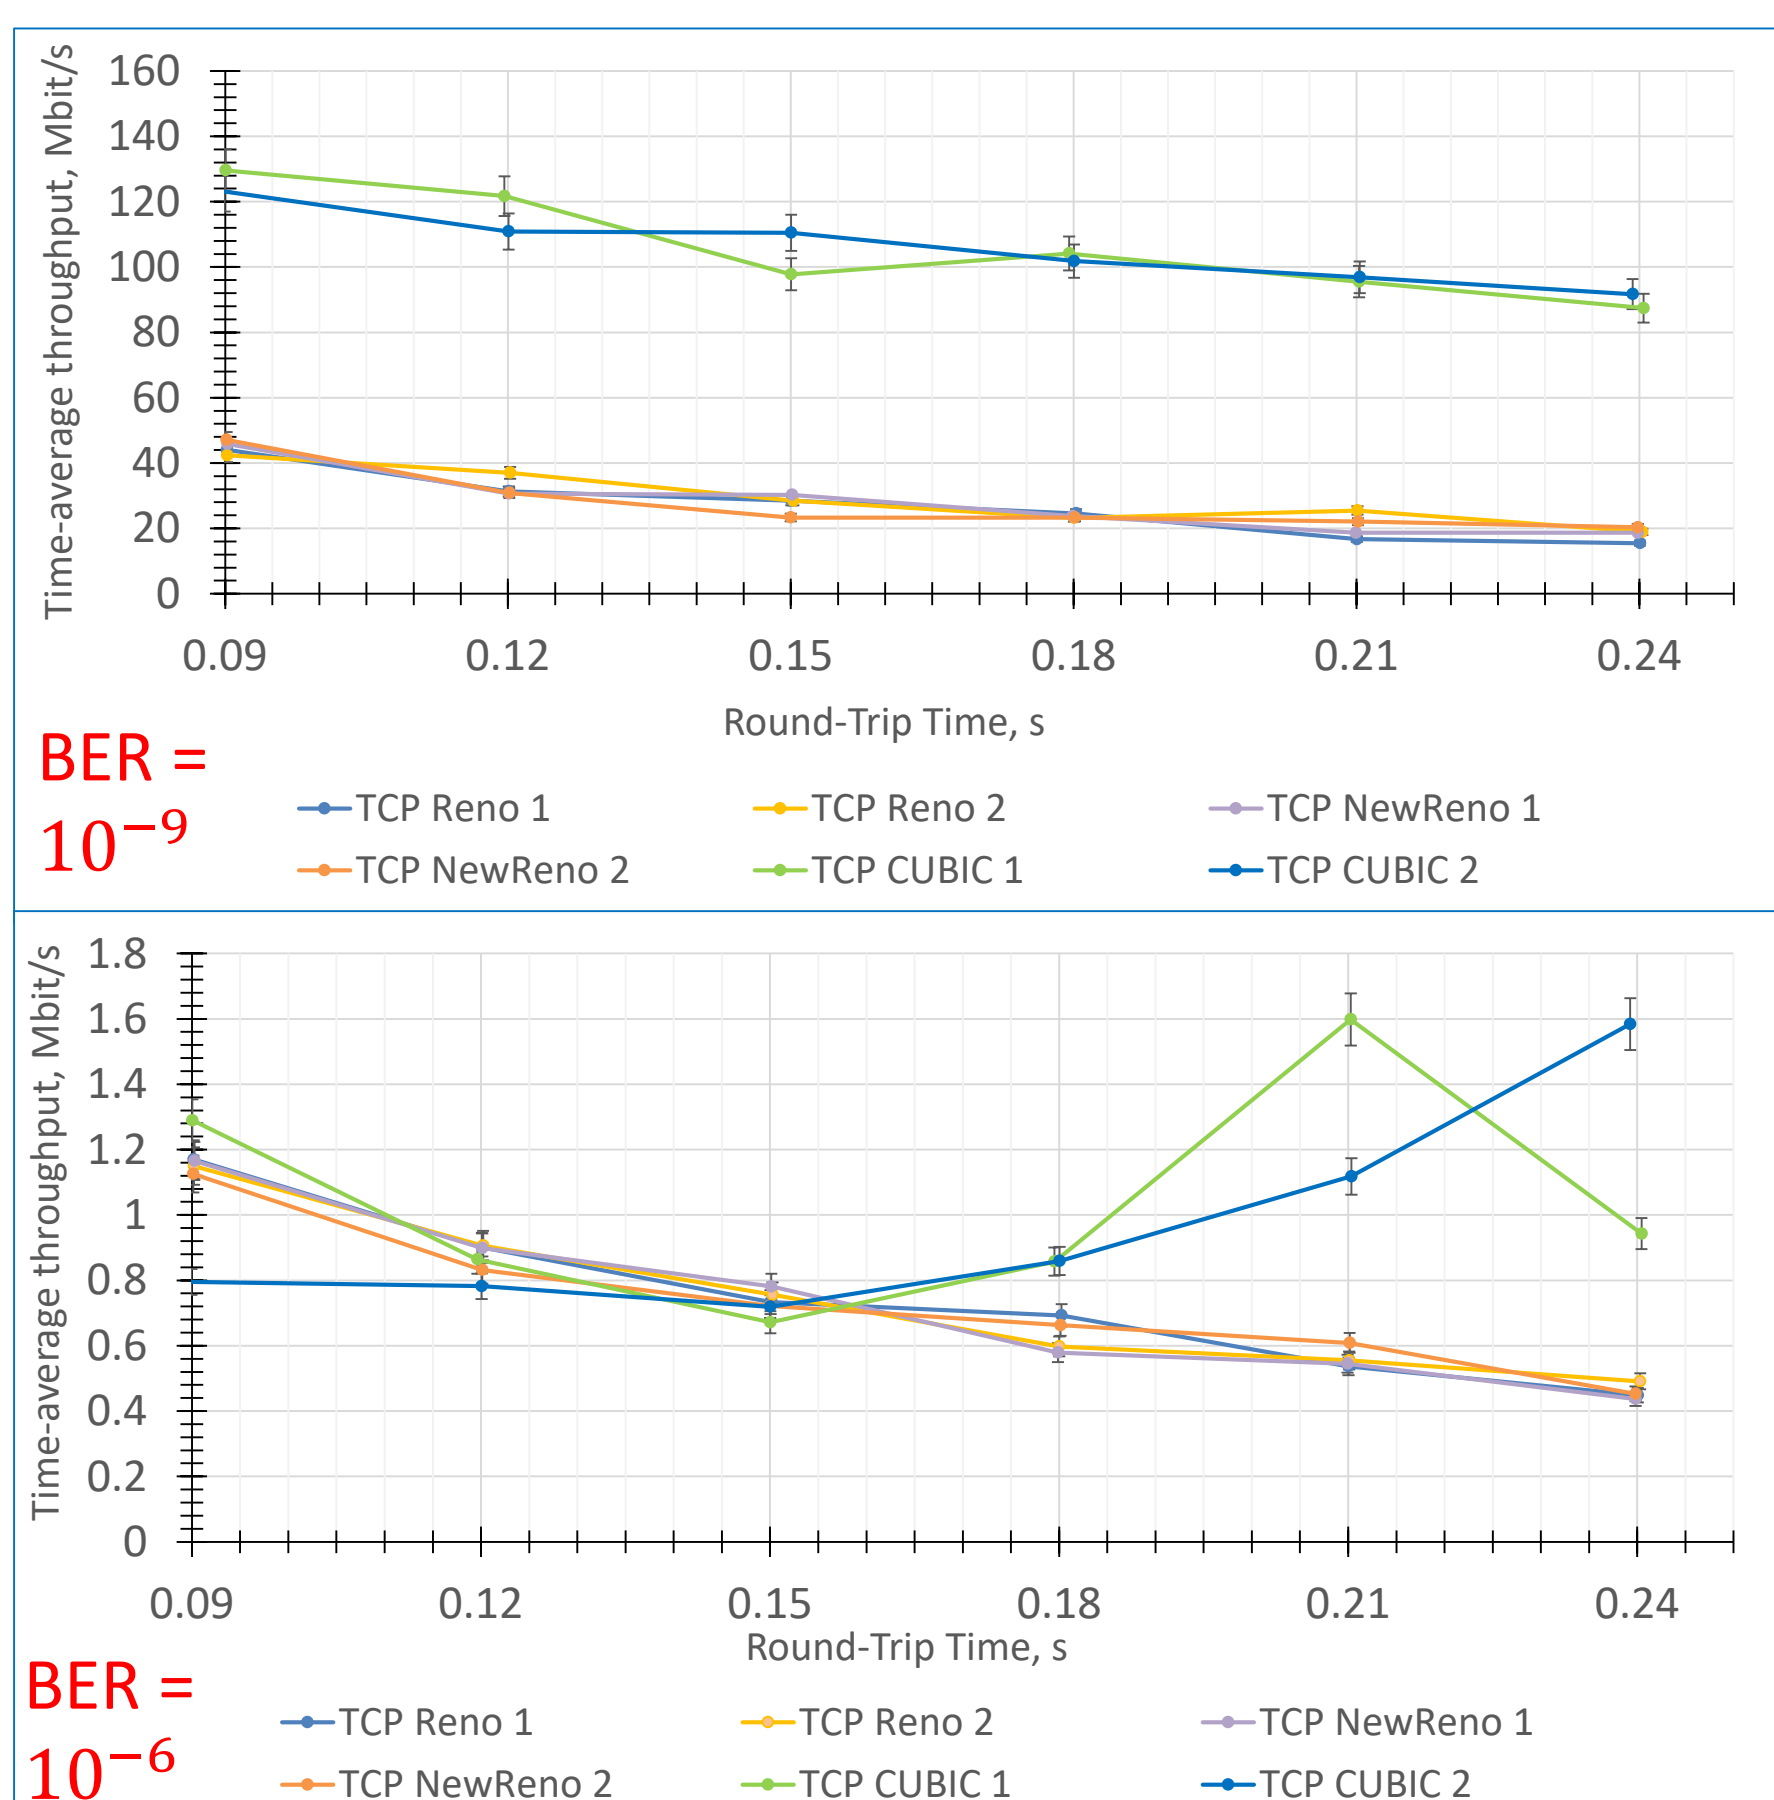 Time-average throughput, Mbit/s
160
140
120
100
80
60
40
20
0
0.09 0.12 0.15 0.18 0.21 0.24
Round-Trip Time, s
BER =
10⁻⁹
TCP Reno 1 TCP Reno 2 TCP NewReno 1
TCP NewReno 2 TCP CUBIC 1 TCP CUBIC 2
Time-average throughput, Mbit/s
1.8
1.6
1.4
1.2
1
0.8
0.6
0.4
0.2
0
0.09 0.12 0.15 0.18 0.21 0.24
Round-Trip Time, s
BER =
10⁻⁶
TCP Reno 1 TCP Reno 2 TCP NewReno 1
TCP NewReno 2 TCP CUBIC 1 TCP CUBIC 2